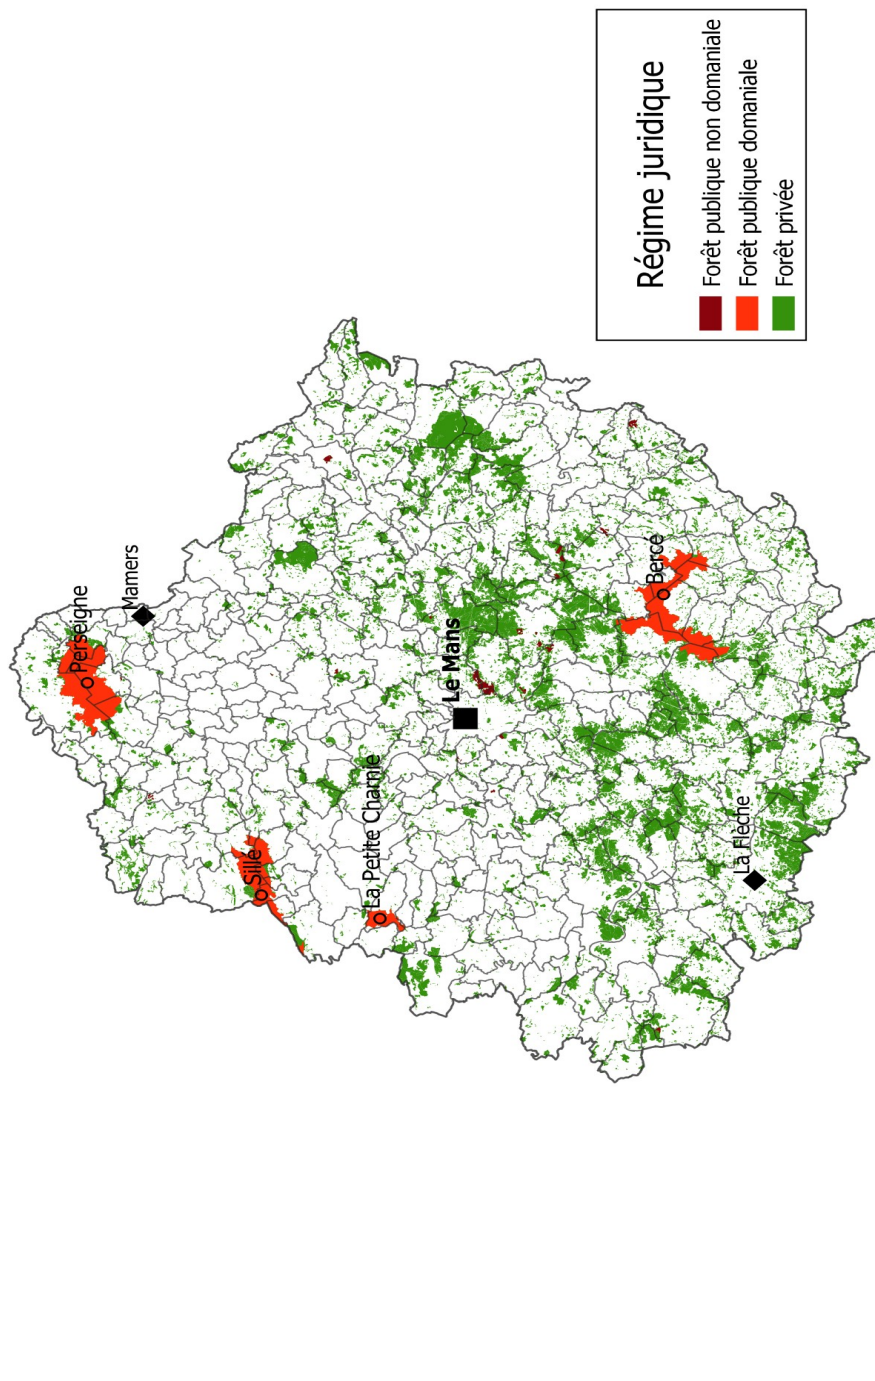 Régime juridique
Forêt publique non domaniale
Forêt publique domaniale
Forêt privée
Perseigne
Mamers
Sillé
La Petite Charnie
Le Mans
Bercé
La Flèche